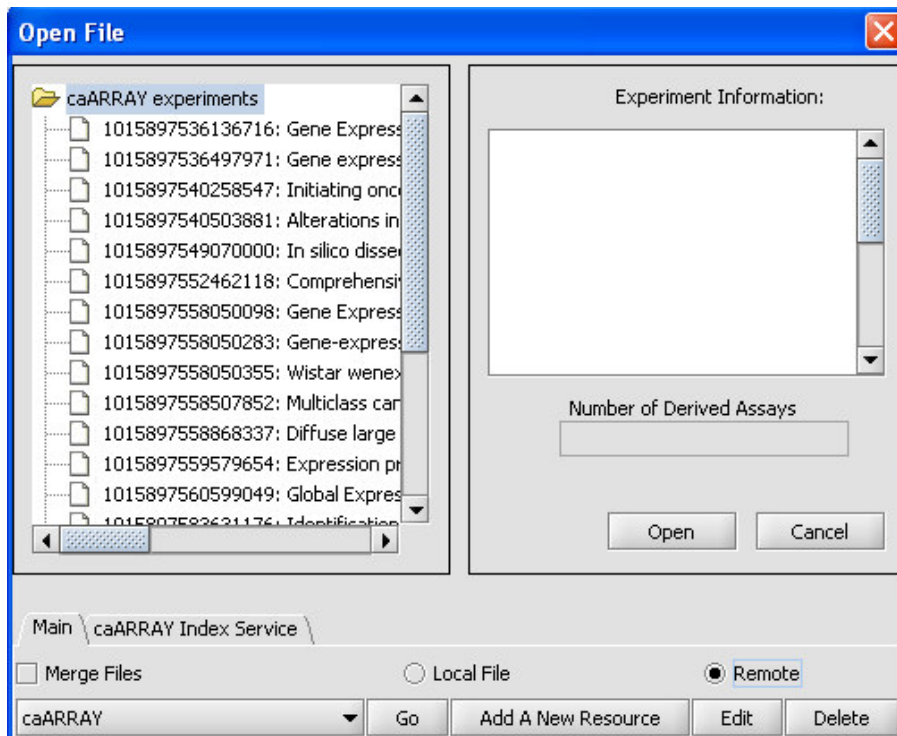 Open File
caARRAY experiments
1015897536136716: Gene Express
1015897536497971: Gene express
1015897540258547: Initiating onc
1015897540503881: Alterations in
1015897549070000: In silico disse
1015897552462118: Comprehensi
1015897558050098: Gene Express
1015897558050283: Gene-express
1015897558050355: Wistar wenex
1015897558507852: Multiclass can
1015897558868337: Diffuse large
1015897559579654: Expression pr
1015897560599049: Global Expres
1015897583631176: Identification
Experiment Information:
Number of Derived Assays
Open Cancel
Main caARRAY Index Service
Merge Files Local File Remote
caARRAY Go Add A New Resource Edit Delete